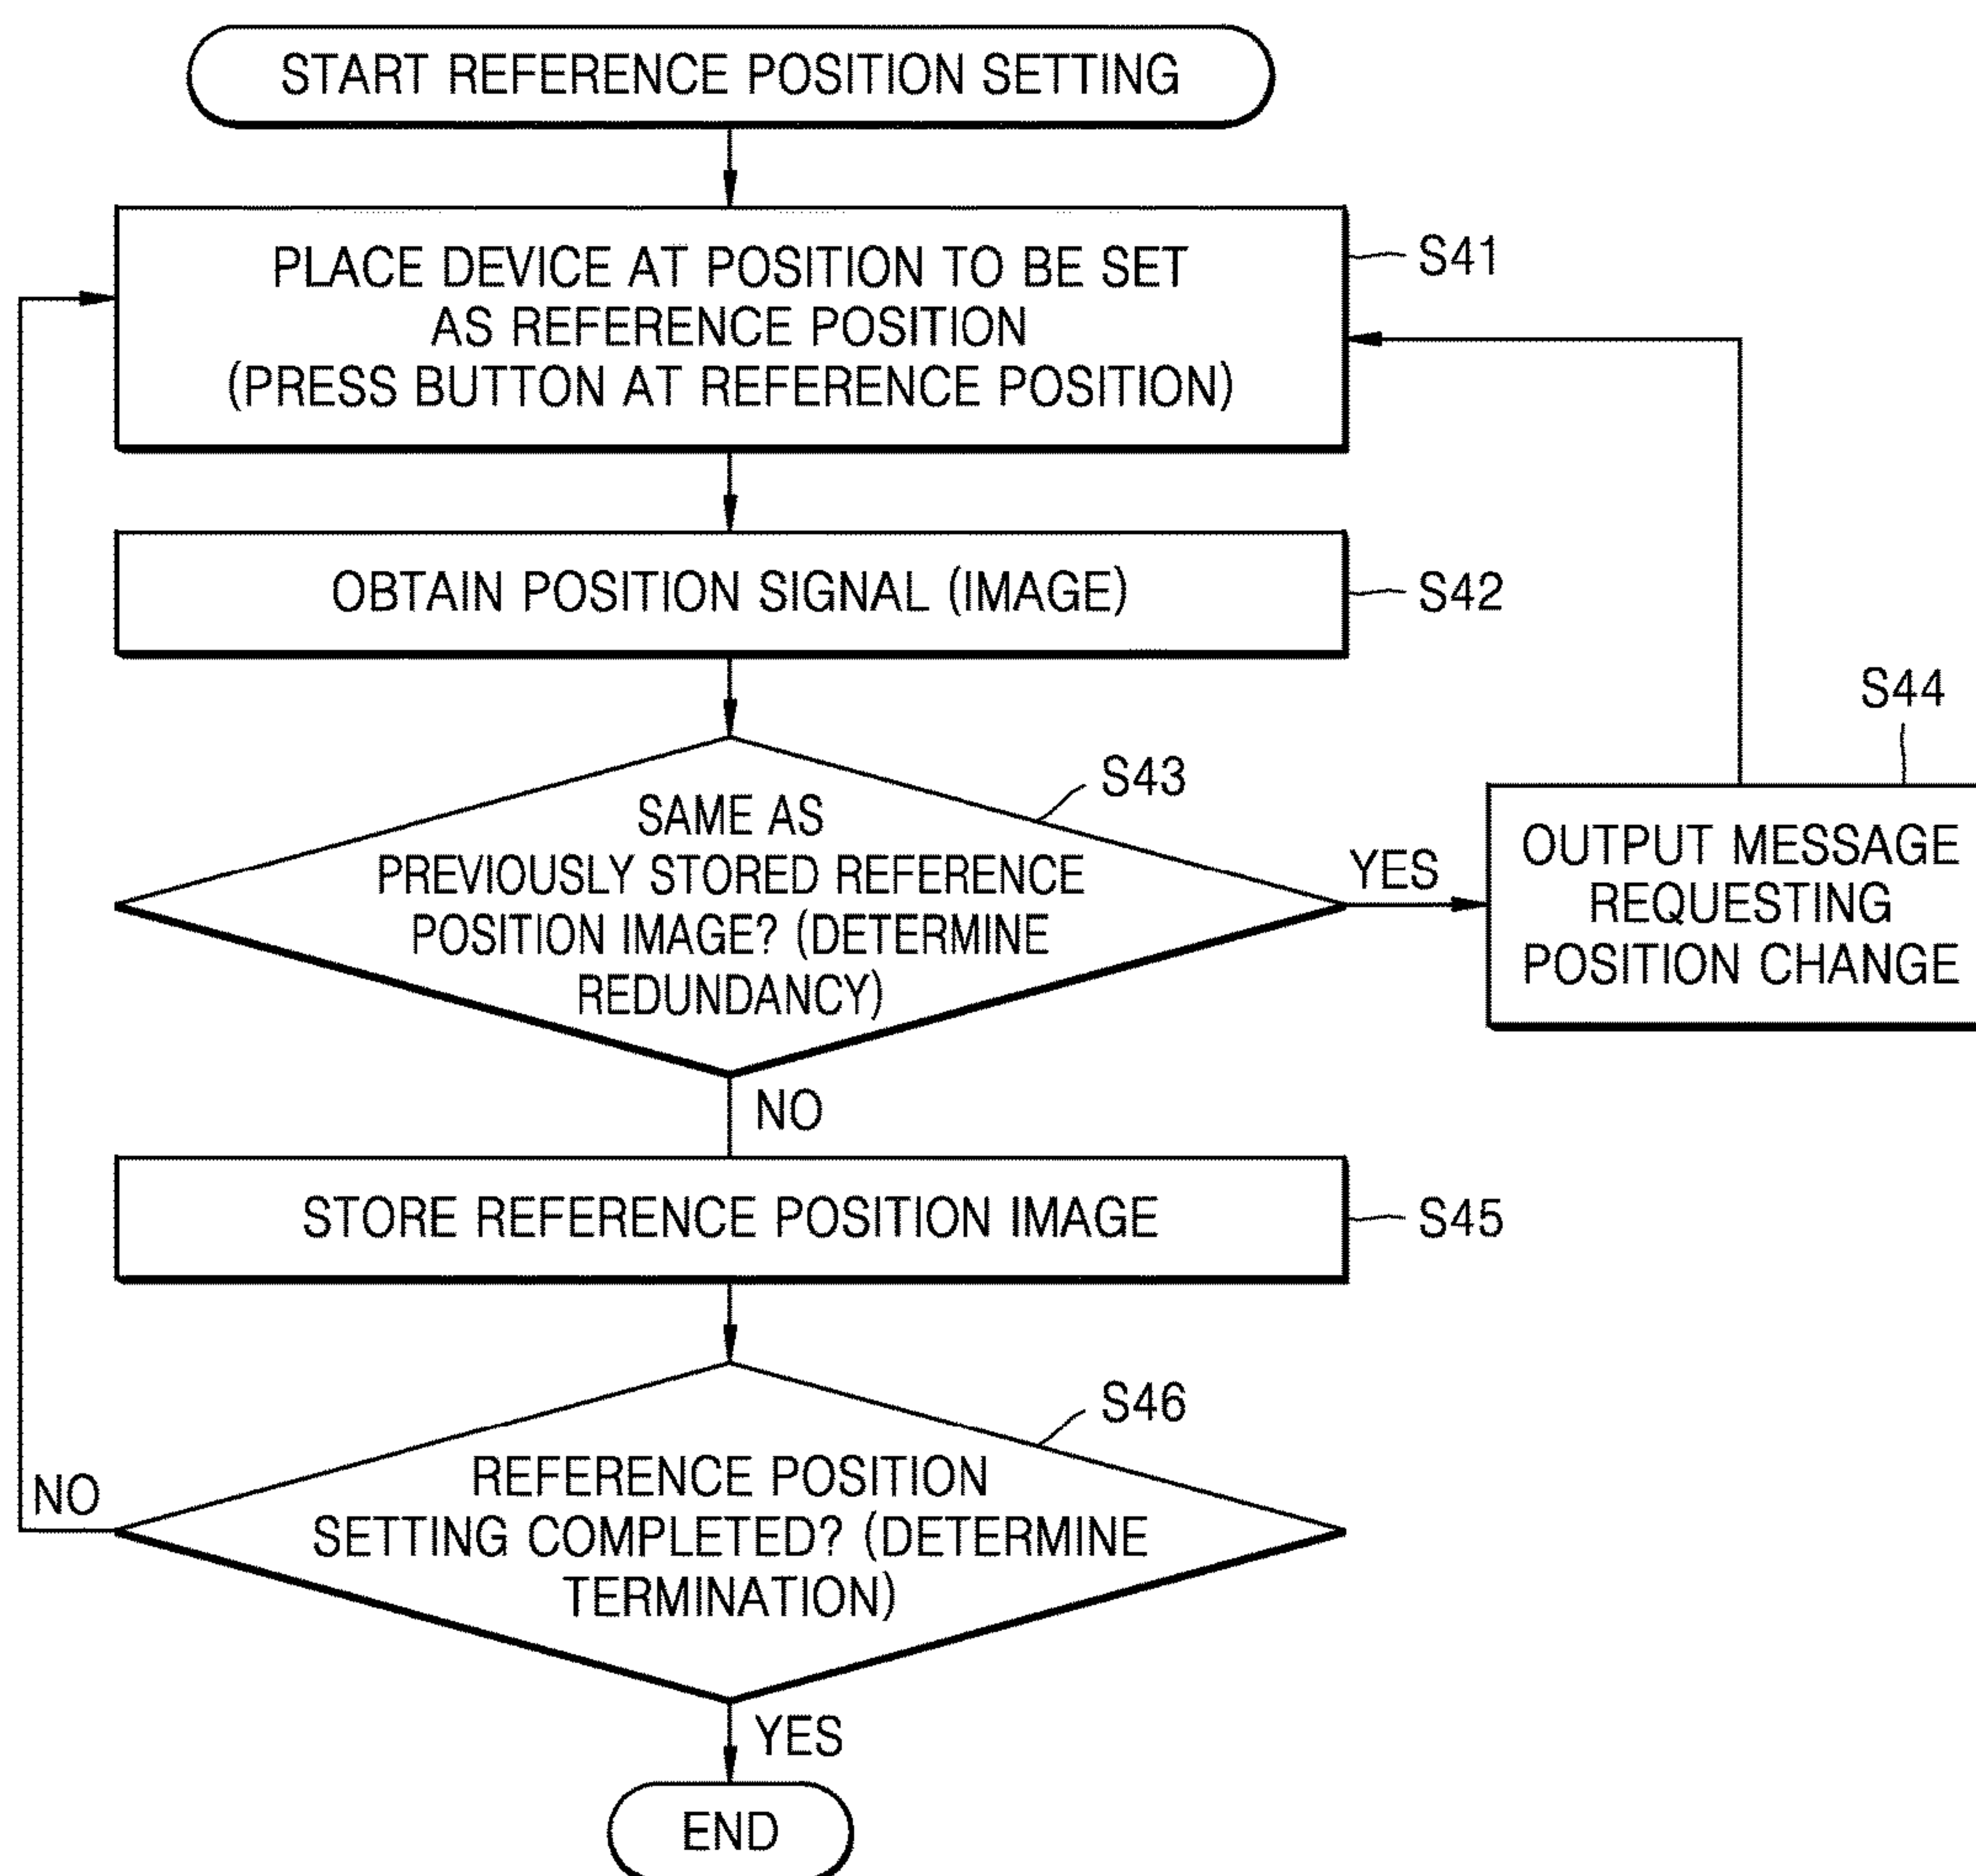 START REFERENCE POSITION SETTING
PLACE DEVICE AT POSITION TO BE SET
AS REFERENCE POSITION
(PRESS BUTTON AT REFERENCE POSITION)
S41
OBTAIN POSITION SIGNAL (IMAGE)
S42
S43
SAME AS
PREVIOUSLY STORED REFERENCE
POSITION IMAGE? (DETERMINE
REDUNDANCY)
YES
S44
OUTPUT MESSAGE
REQUESTING
POSITION CHANGE
NO
STORE REFERENCE POSITION IMAGE
S45
S46
REFERENCE POSITION
SETTING COMPLETED? (DETERMINE
TERMINATION)
NO
YES
END